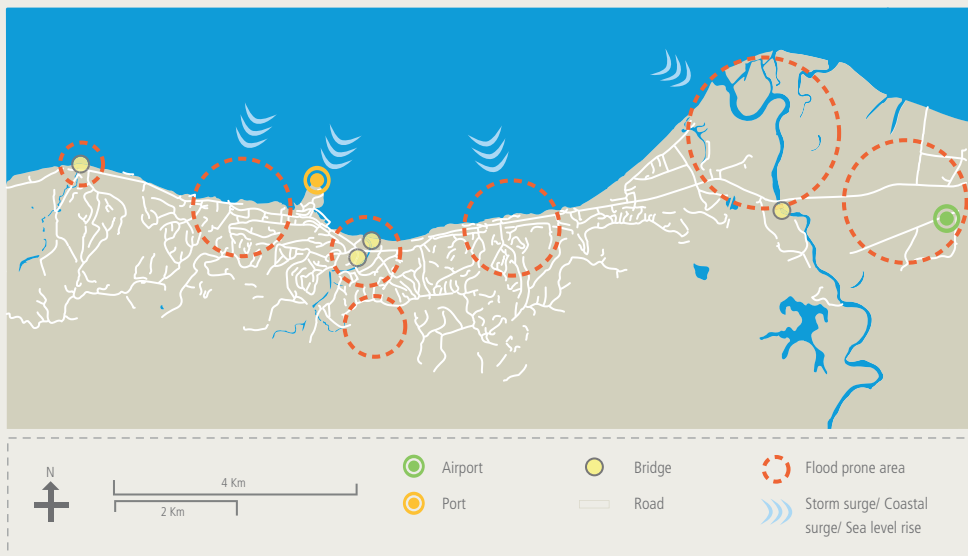 N
4 Km
2 Km
Airport
Port
Bridge
Road
Flood prone area
Storm surge/ Coastal
surge/ Sea level rise